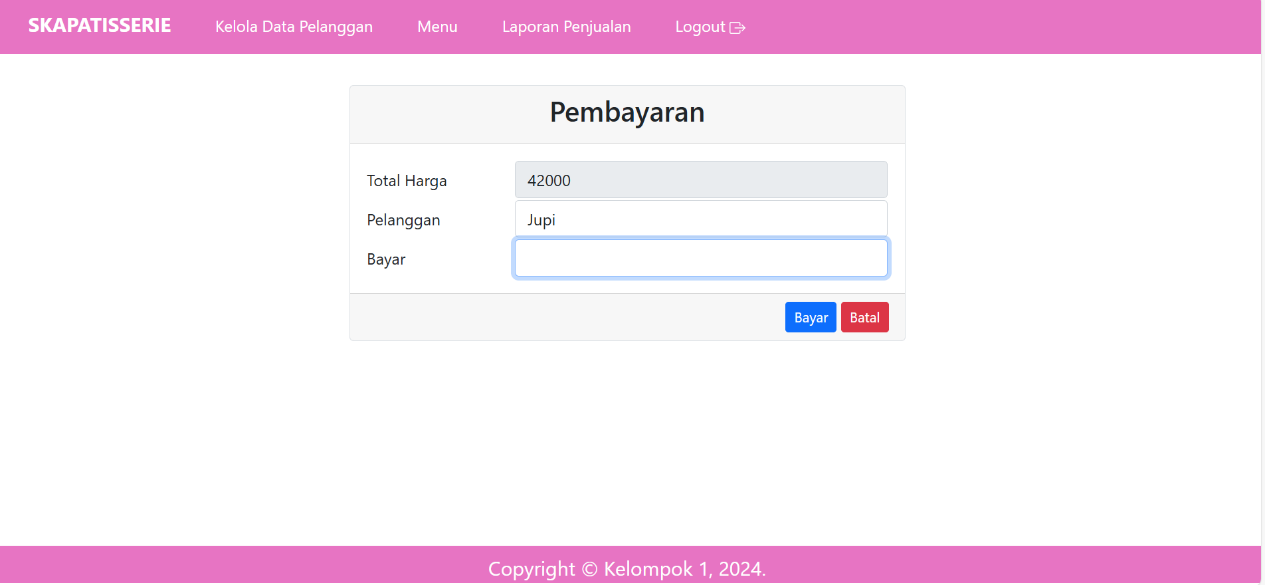 SKAPATISSERIE Kelola Data Pelanggan Menu Laporan Penjualan Logout
Pembayaran
Total Harga 42000
Pelanggan Jupi
Bayar
Bayar Batal
Copyright © Kelompok 1, 2024.